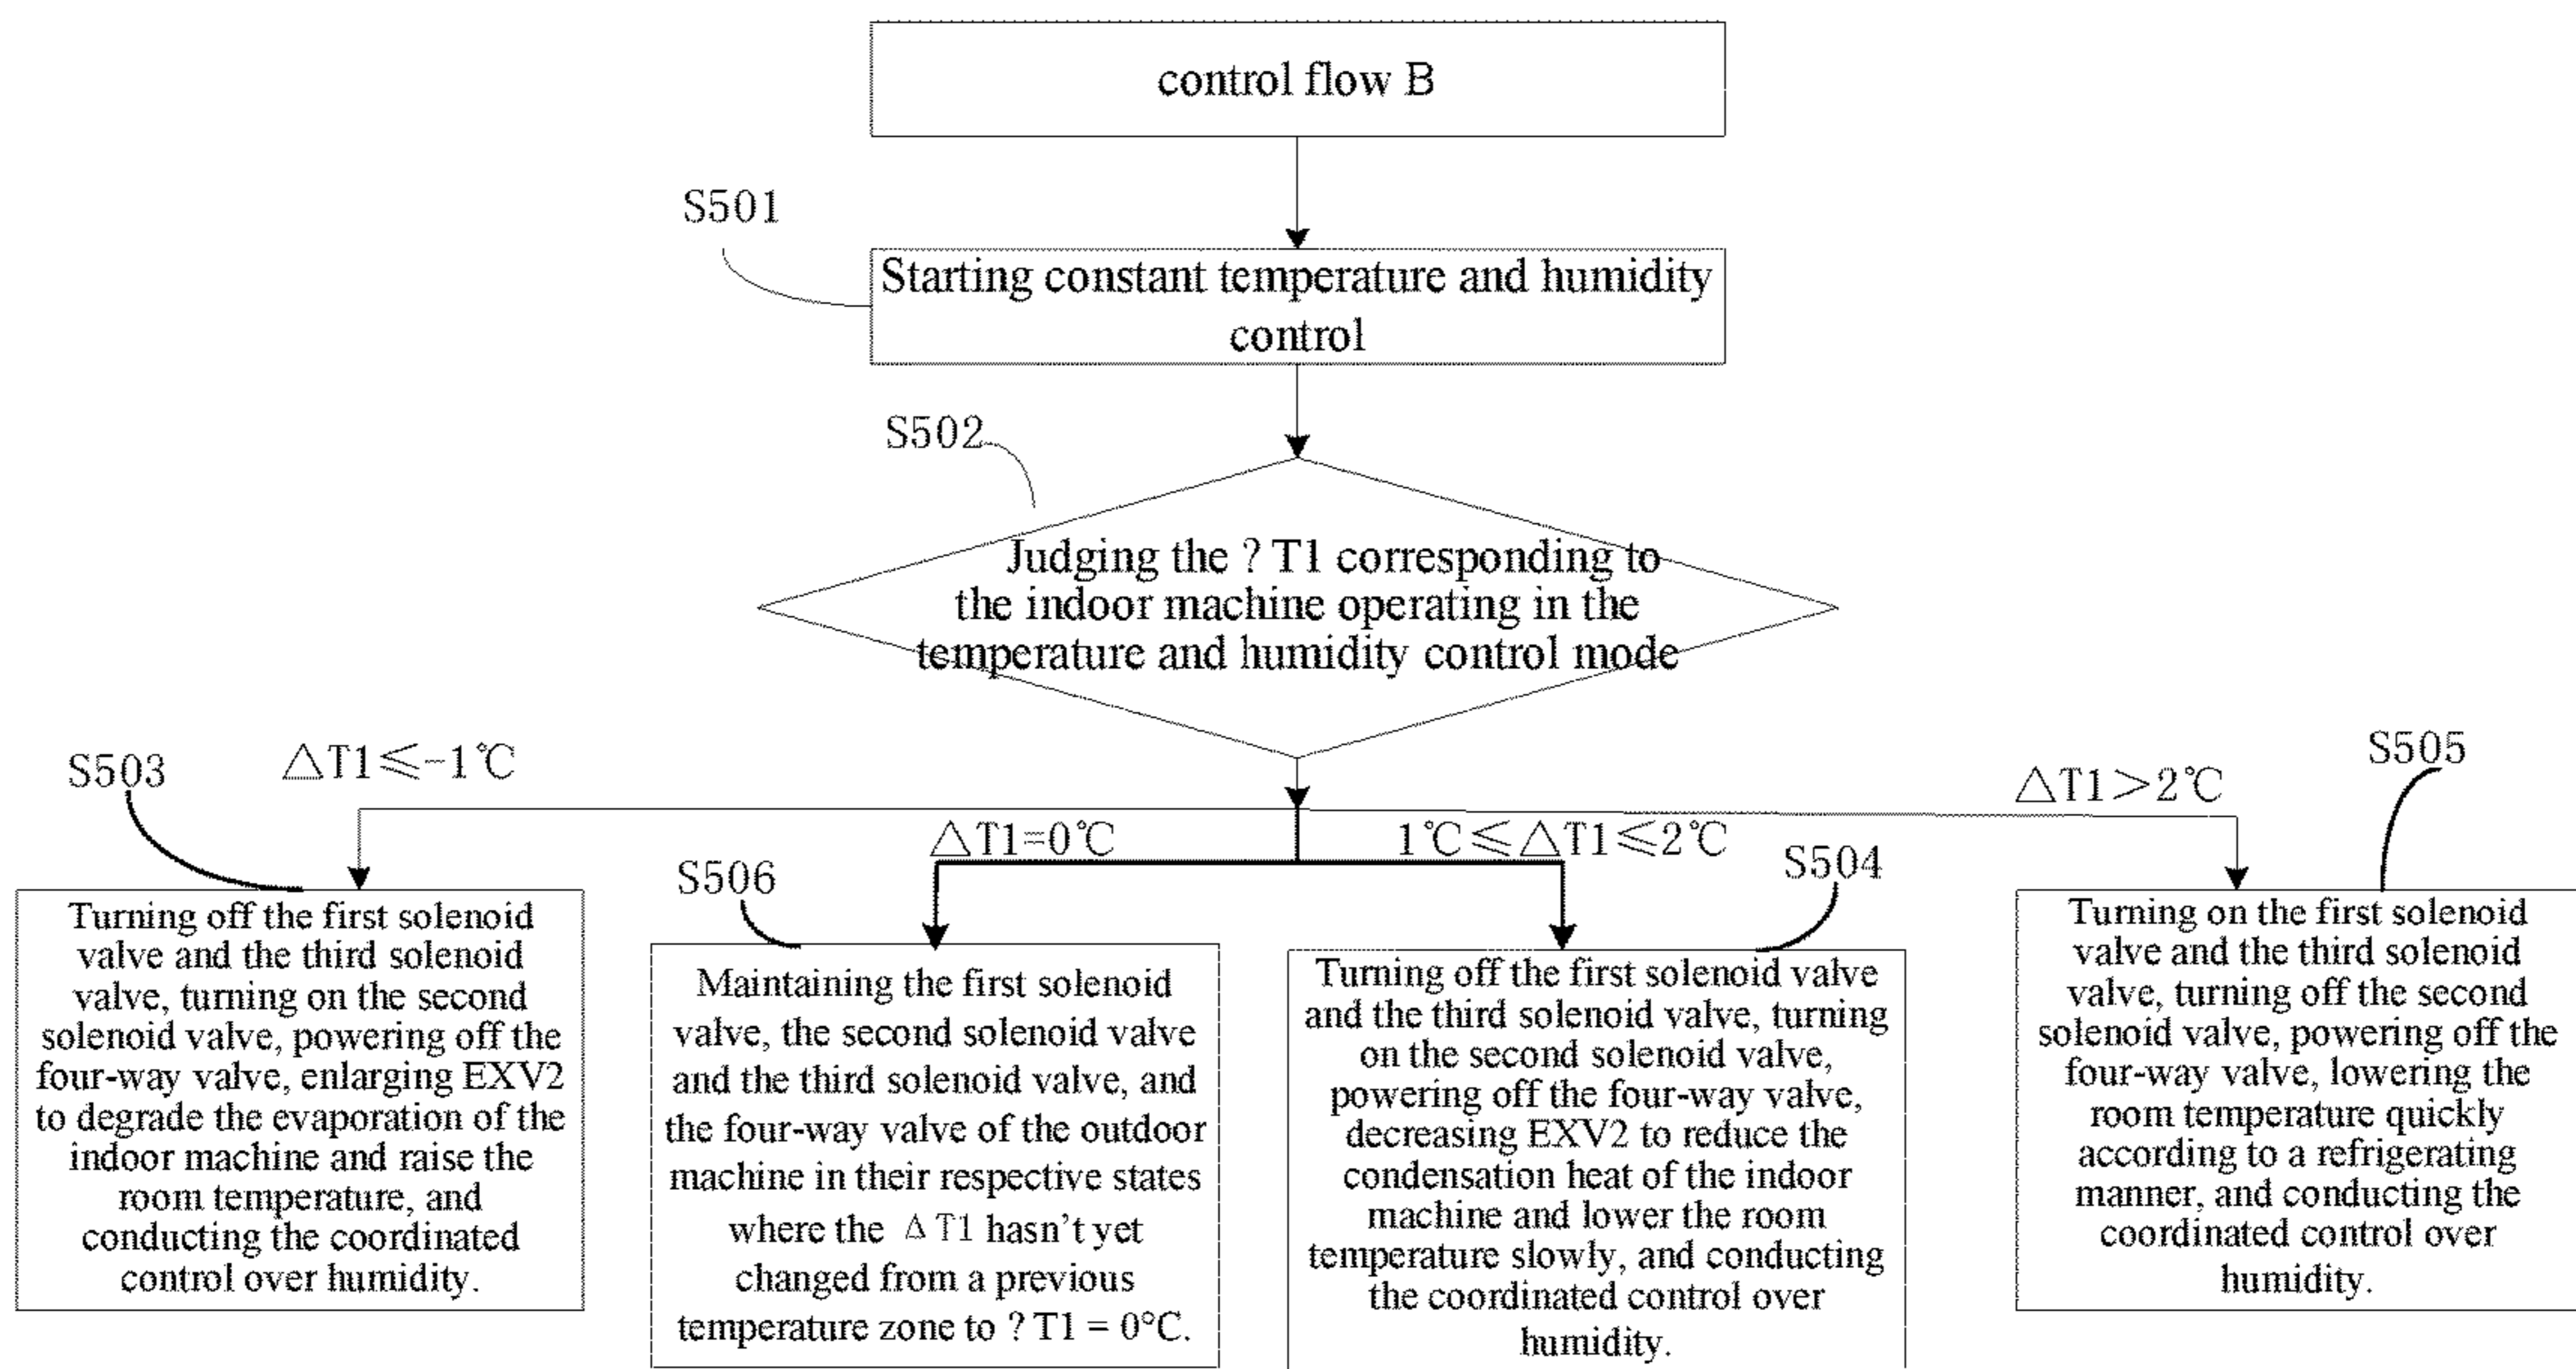 control flow B
S501
Starting constant temperature and humidity
control
S502
Judging the ? T1 corresponding to
the indoor machine operating in the
temperature and humidity control mode
S503
△T1≤-1℃
Turning off the first solenoid
valve and the third solenoid
valve, turning on the second
solenoid valve, powering off the
four-way valve, enlarging EXV2
to degrade the evaporation of the
indoor machine and raise the
room temperature, and
conducting the coordinated
control over humidity.
S506
△T1=0℃
Maintaining the first solenoid
valve, the second solenoid valve
and the third solenoid valve, and
the four-way valve of the outdoor
machine in their respective states
where the Δ T1 hasn't yet
changed from a previous
temperature zone to ? T1 = 0°C.
1℃≤△T1≤2℃
S504
Turning off the first solenoid valve
and the third solenoid valve, turning
on the second solenoid valve,
powering off the four-way valve,
decreasing EXV2 to reduce the
condensation heat of the indoor
machine and lower the room
temperature slowly, and conducting
the coordinated control over
humidity.
△T1>2℃
S505
Turning on the first solenoid
valve and the third solenoid
valve, turning off the second
solenoid valve, powering off the
four-way valve, lowering the
room temperature quickly
according to a refrigerating
manner, and conducting the
coordinated control over
humidity.